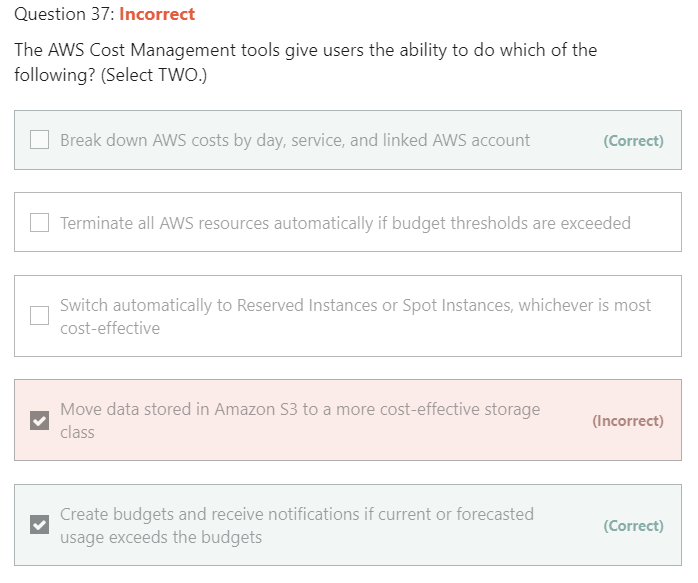 Question 37: Incorrect
The AWS Cost Management tools give users the ability to do which of the
following? (Select TWO.)
Break down AWS costs by day, service, and linked AWS account (Correct)
Terminate all AWS resources automatically if budget thresholds are exceeded
Switch automatically to Reserved Instances or Spot Instances, whichever is most
cost-effective
Move data stored in Amazon S3 to a more cost-effective storage
class (Incorrect)
Create budgets and receive notifications if current or forecasted
usage exceeds the budgets (Correct)